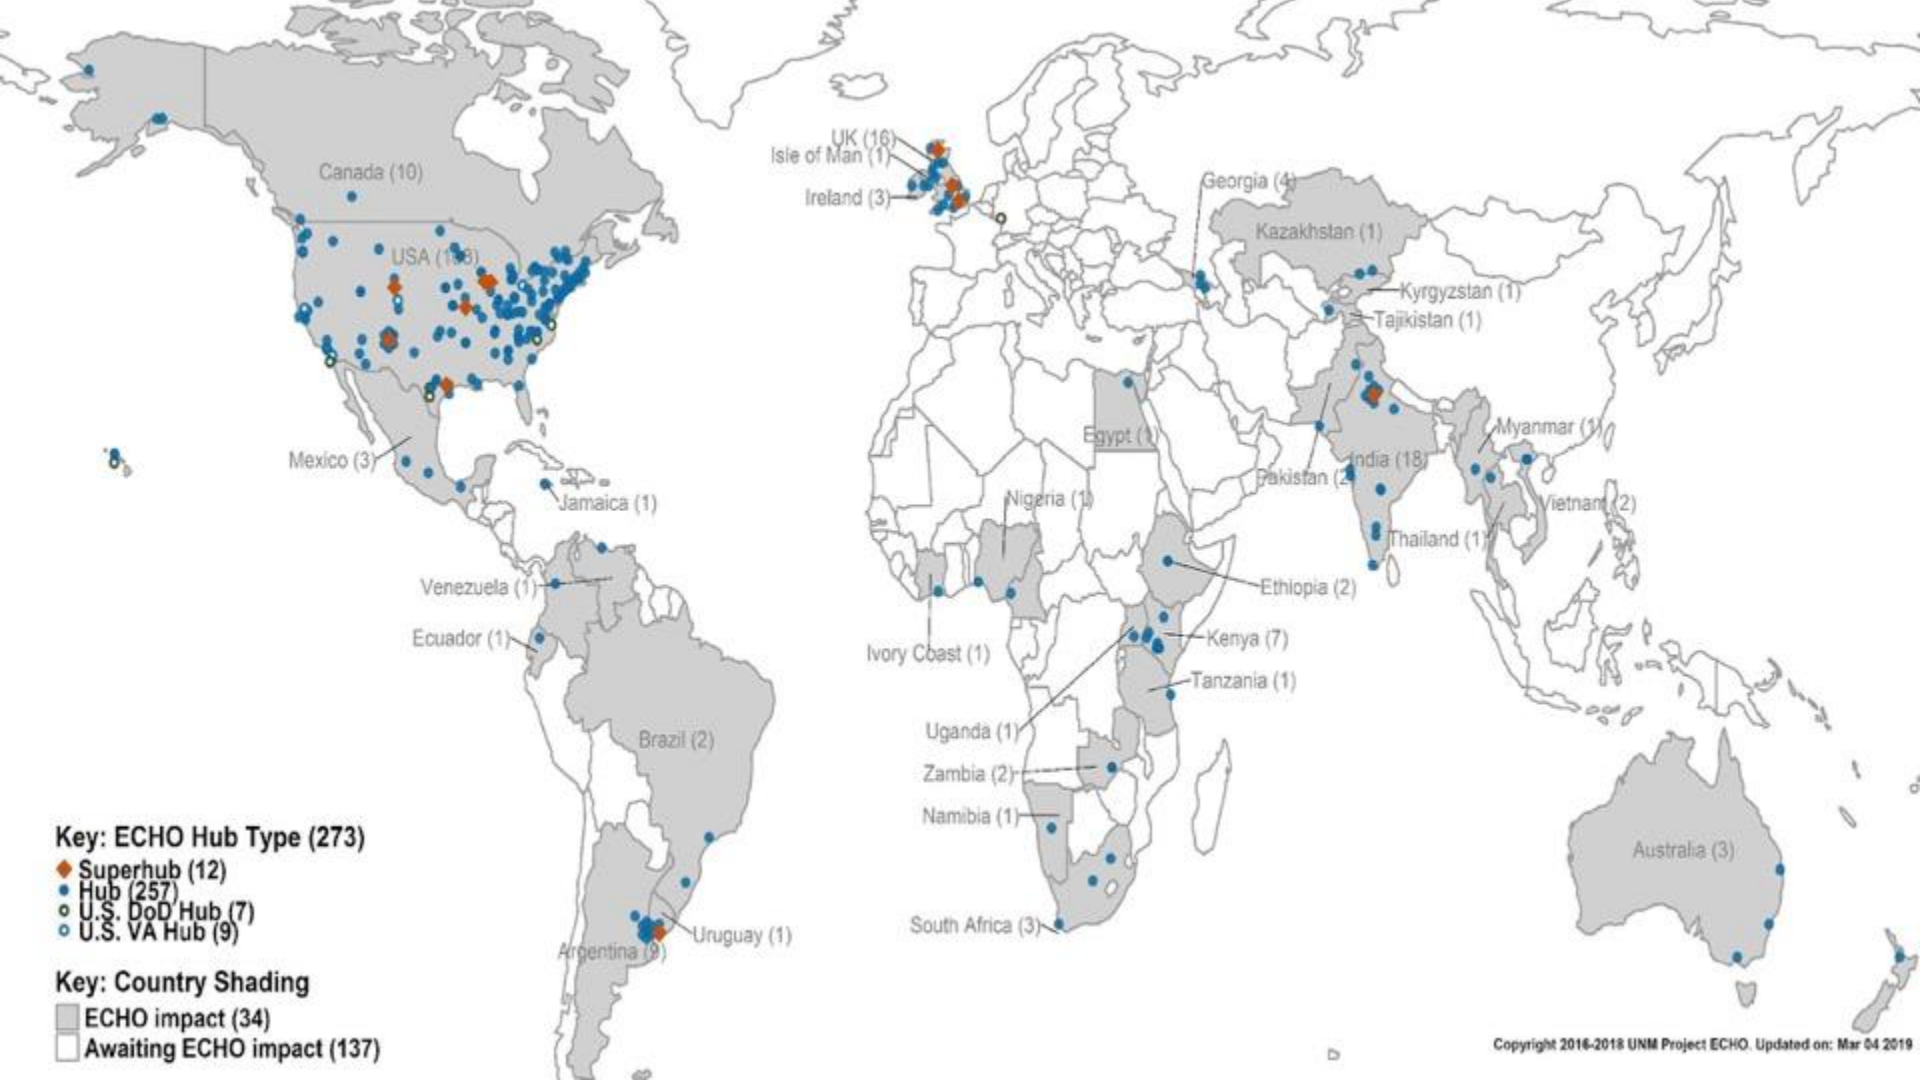 UK (16)
Isle of Man (1)
Ireland (3)
Canada (10)
Georgia (4)
Kazakhstan (1)
USA
Kyrgyzstan (1)
Tajikistan (1)
Mexico (3)
Jamaica (1)
Egypt (1)
Myanmar (1)
India (18)
Pakistan (2
Nigeria (1)
Vietnam (2)
Thailand (1)
Venezuela (1)
Ethiopia (2)
Ecuador (1)
Kenya (7)
Ivory Coast (1)
Tanzania (1)
Uganda (1)
Brazil (2)
Zambia (2)
Namibia (1)
Australia (3)
South Africa (3)
Uruguay (1)
Argentina (9)
Key: ECHO Hub Type (273)
Superhub (12)
Hub (257)
U.S. DoD Hub (7)
U.S. VA Hub (9)
Key: Country Shading
ECHO impact (34)
Awaiting ECHO impact (137)
Copyright 2016-2018 UNM Project ECHO. Updated on: Mar 04 2019